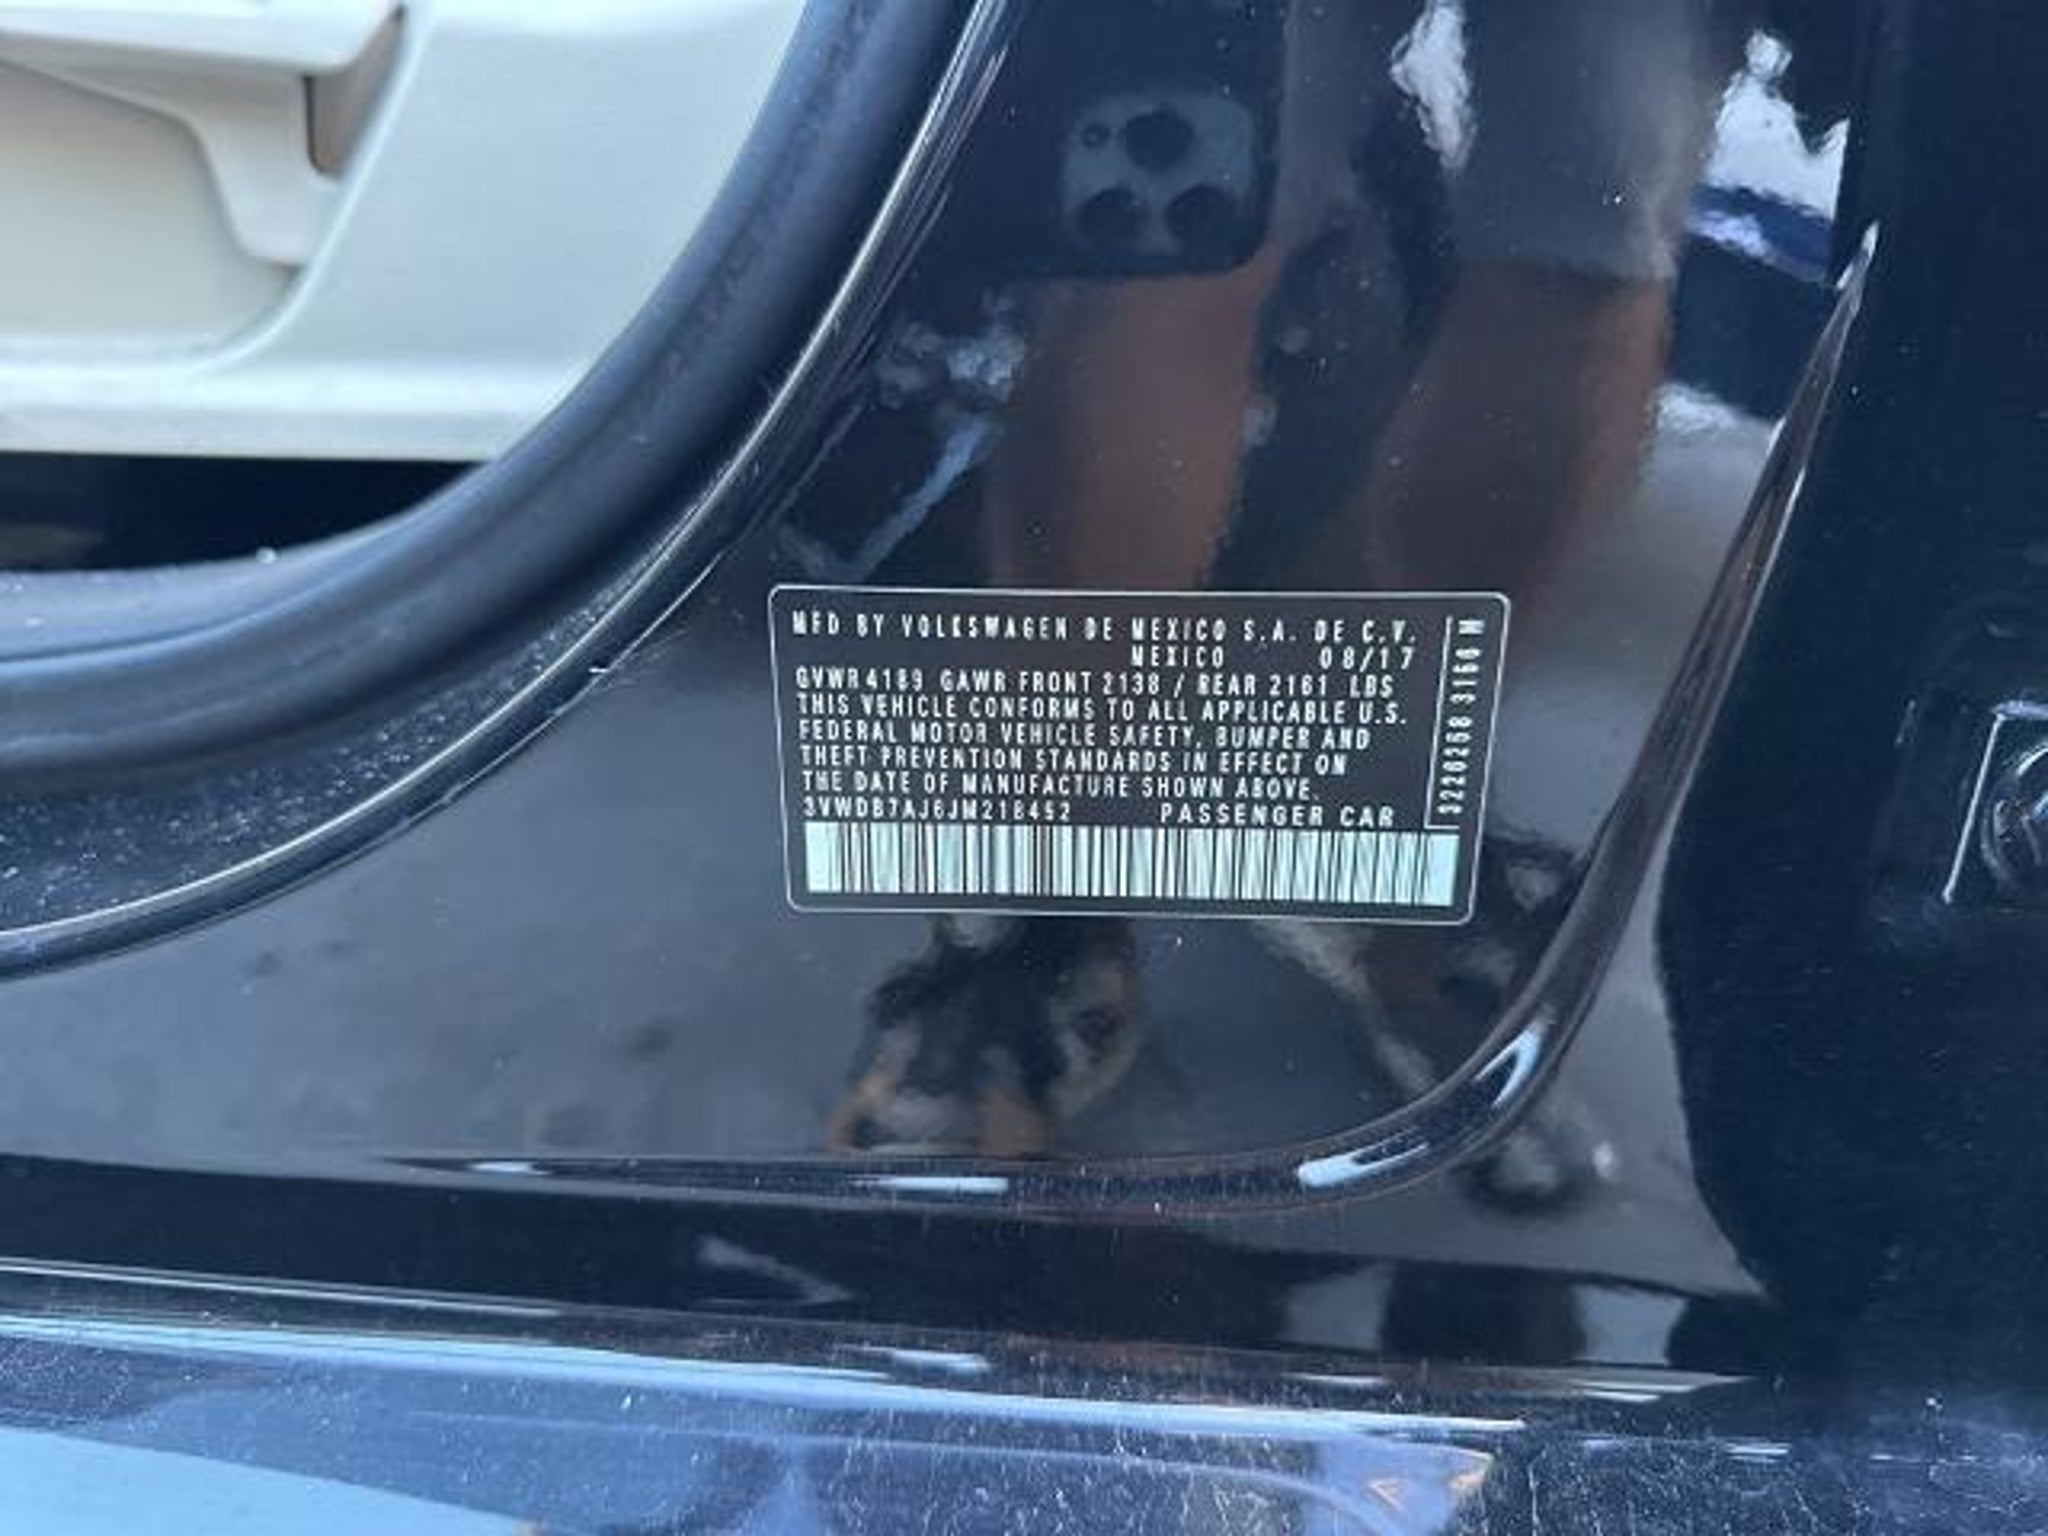 MFD BY VOLKSWAGEN DE MEXICO S.A. DE C.V.
MEXICO 08/17
GVWR 4189 GAWR FRONT 2138 / REAR 2161 LBS
THIS VEHICLE CONFORMS TO ALL APPLICABLE U.S.
FEDERAL MOTOR VEHICLE SAFETY, BUMPER AND
THEFT PREVENTION STANDARDS IN EFFECT ON
THE DATE OF MANUFACTURE SHOWN ABOVE.
PASSENGER CAR